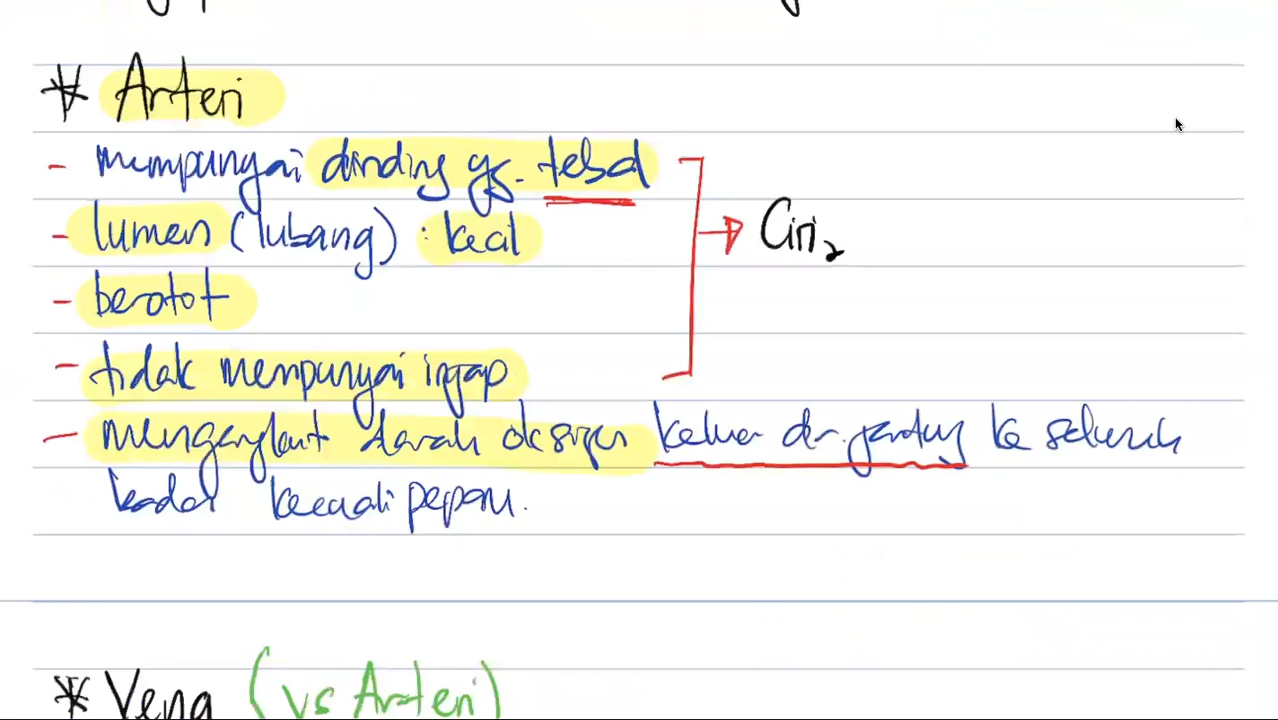 * Arteri
- mempunyai dinding yg. tebal
- lumen (lubang) : kecil
→ Ciri2
- berotot
- tidak mempunyai injap
- mengangkut darah oksigen keluar dr. jantung ke seluruh
badan kecuali peparu.
* Vena (vs Arteri)